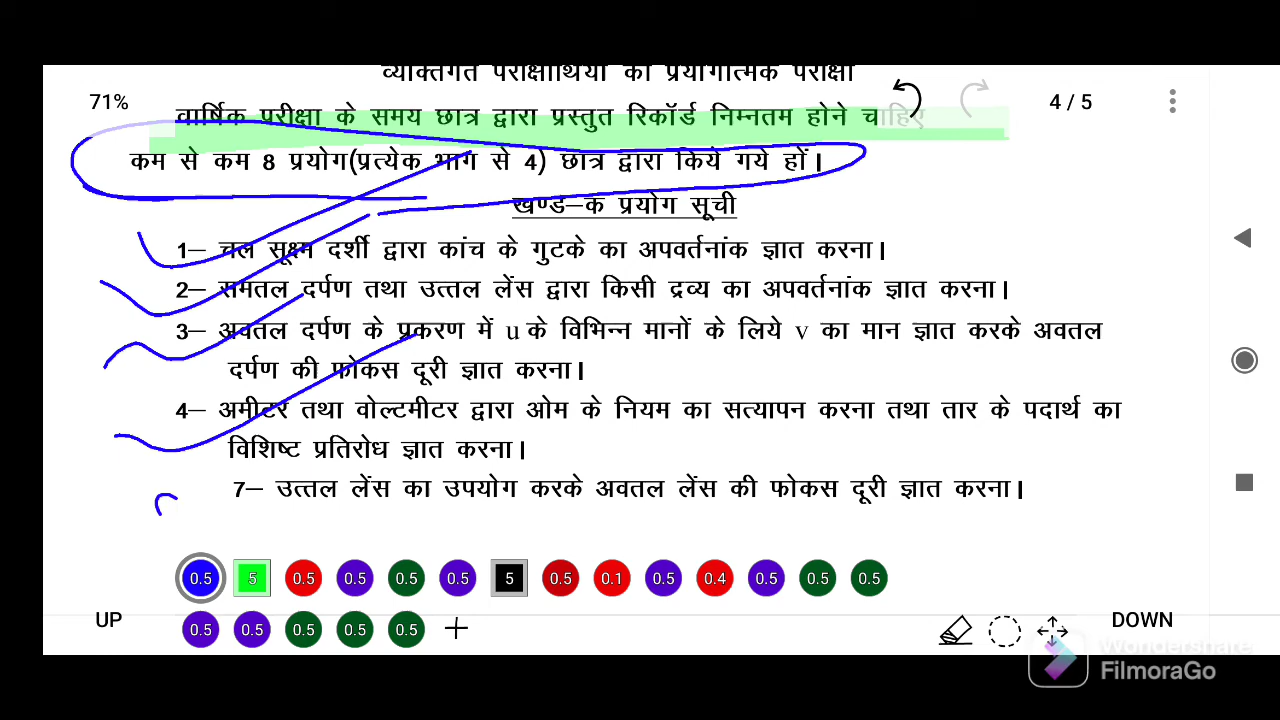 व्यक्तिगत परीक्षार्थियों की प्रयोगात्मक परीक्षा
71%
वार्षिक परीक्षा के समय छात्र द्वारा प्रस्तुत रिकॉर्ड निम्नतम होने चाहिए
4 / 5
कम से कम 8 प्रयोग(प्रत्येक भाग से 4) छात्र द्वारा किये गये हों।
खण्ड–क प्रयोग सूची
1– चल सूक्ष्म दर्शी द्वारा कांच के गुटके का अपवर्तनांक ज्ञात करना।
2– समतल दर्पण तथा उत्तल लेंस द्वारा किसी द्रव्य का अपवर्तनांक ज्ञात करना।
3– अवतल दर्पण के प्रकरण में u के विभिन्न मानों के लिये v का मान ज्ञात करके अवतल
दर्पण की फोकस दूरी ज्ञात करना।
4– अमीटर तथा वोल्टमीटर द्वारा ओम के नियम का सत्यापन करना तथा तार के पदार्थ का
विशिष्ट प्रतिरोध ज्ञात करना।
7– उत्तल लेंस का उपयोग करके अवतल लेंस की फोकस दूरी ज्ञात करना।
0.5 5 0.5 0.5 0.5 0.5 5 0.5 0.1 0.5 0.4 0.5 0.5 0.5
UP 0.5 0.5 0.5 0.5 0.5 + DOWN
Wondershare
FilmoraGo